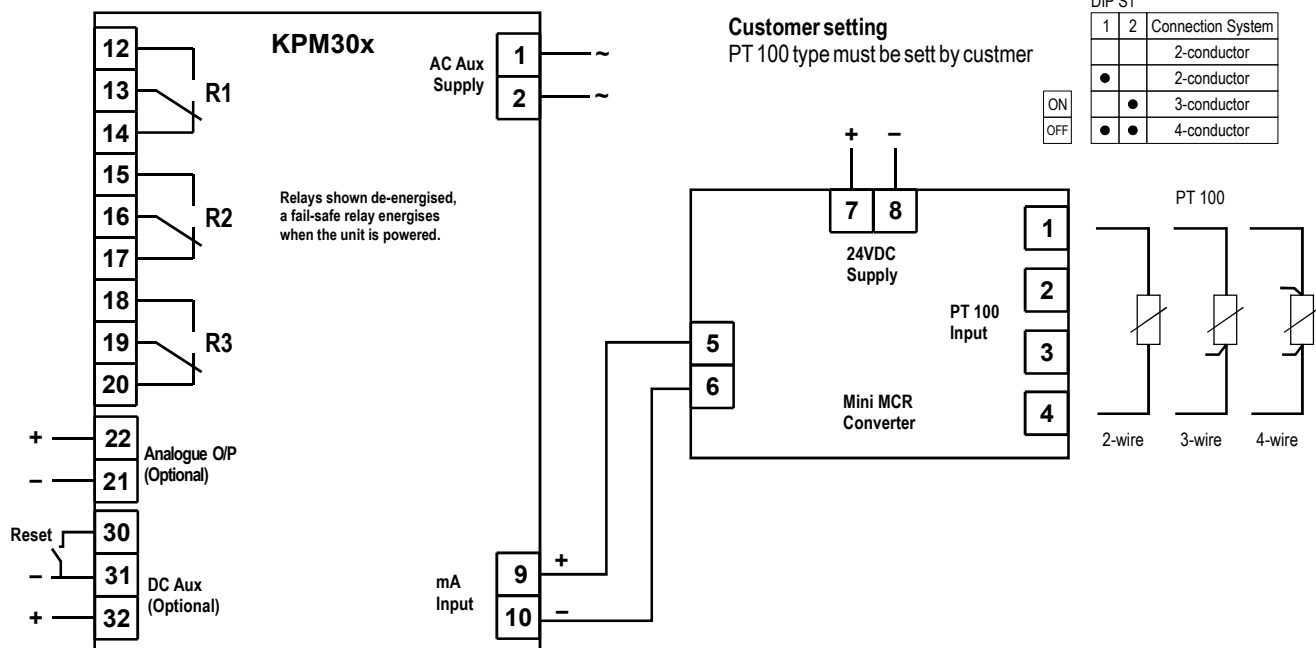 KPM30x
12
13
14
R1
15
16
17
R2
18
19
20
R3
Relays shown de-energised,
a fail-safe relay energises
when the unit is powered.
AC Aux
Supply
1
2
~
~
+
22
−
21
Analogue O/P
(Optional)
Reset
30
−
31
+
32
DC Aux
(Optional)
mA
Input
9
10
+
−
Customer setting
PT 100 type must be sett by custmer
+ −
7 8
24VDC
Supply
5
6
Mini MCR
Converter
PT 100
Input
1
2
3
4
DIP S1
1 2 Connection System
2-conductor
● 2-conductor
ON ● 3-conductor
OFF ● ● 4-conductor
PT 100
2-wire 3-wire 4-wire